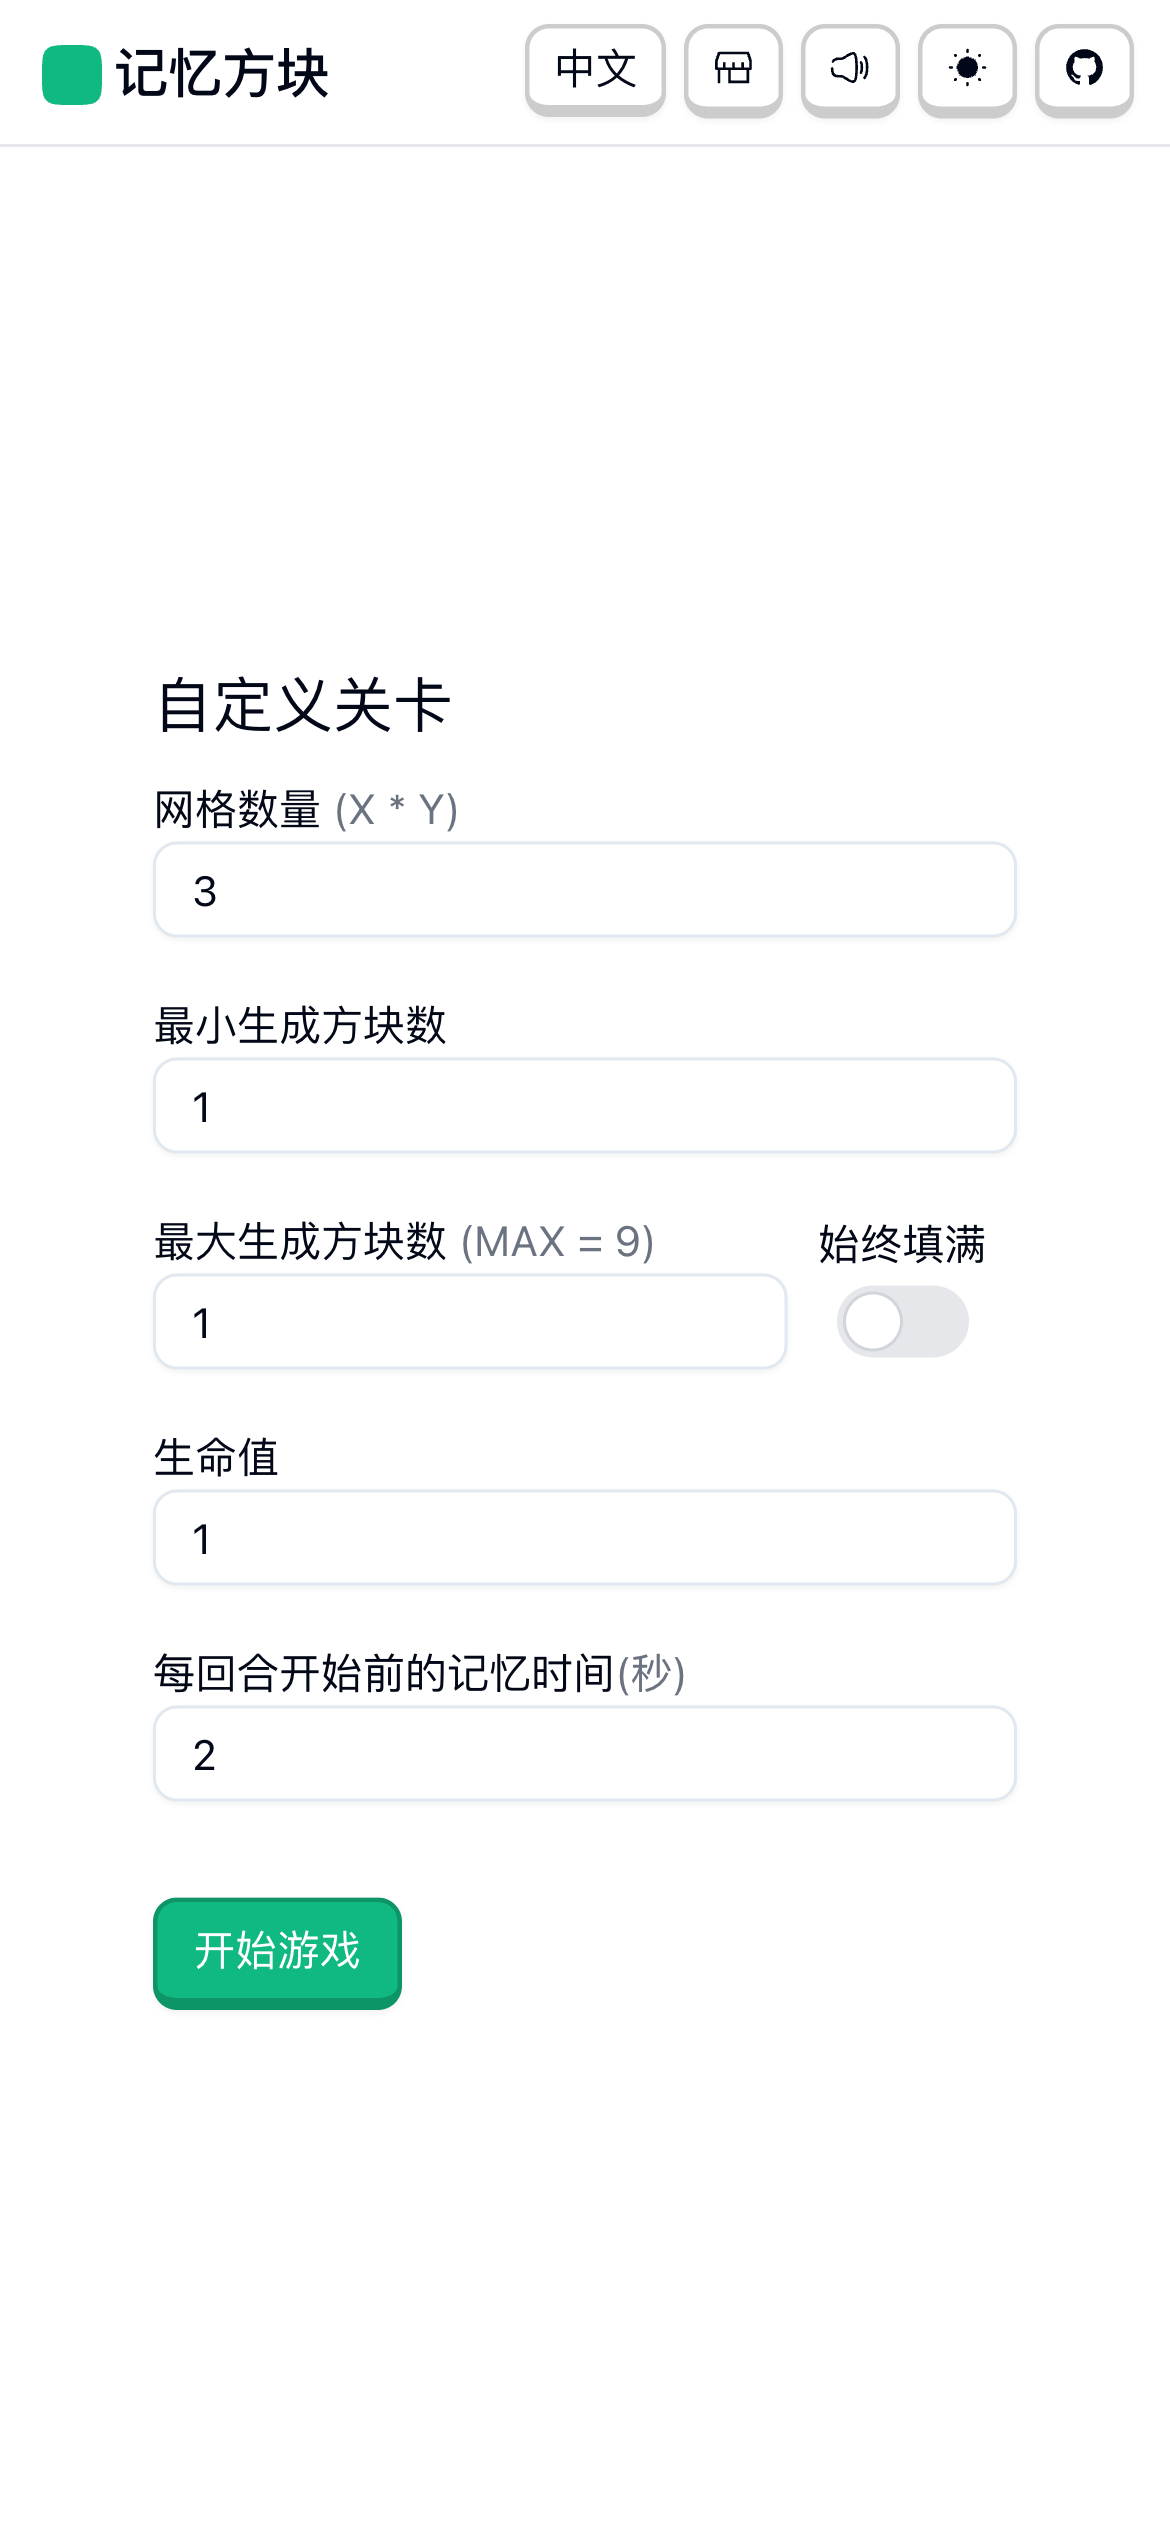 记忆方块
中文
自定义关卡
网格数量 (X * Y)
3
最小生成方块数
1
最大生成方块数 (MAX = 9)
始终填满
1
生命值
1
每回合开始前的记忆时间(秒)
2
开始游戏